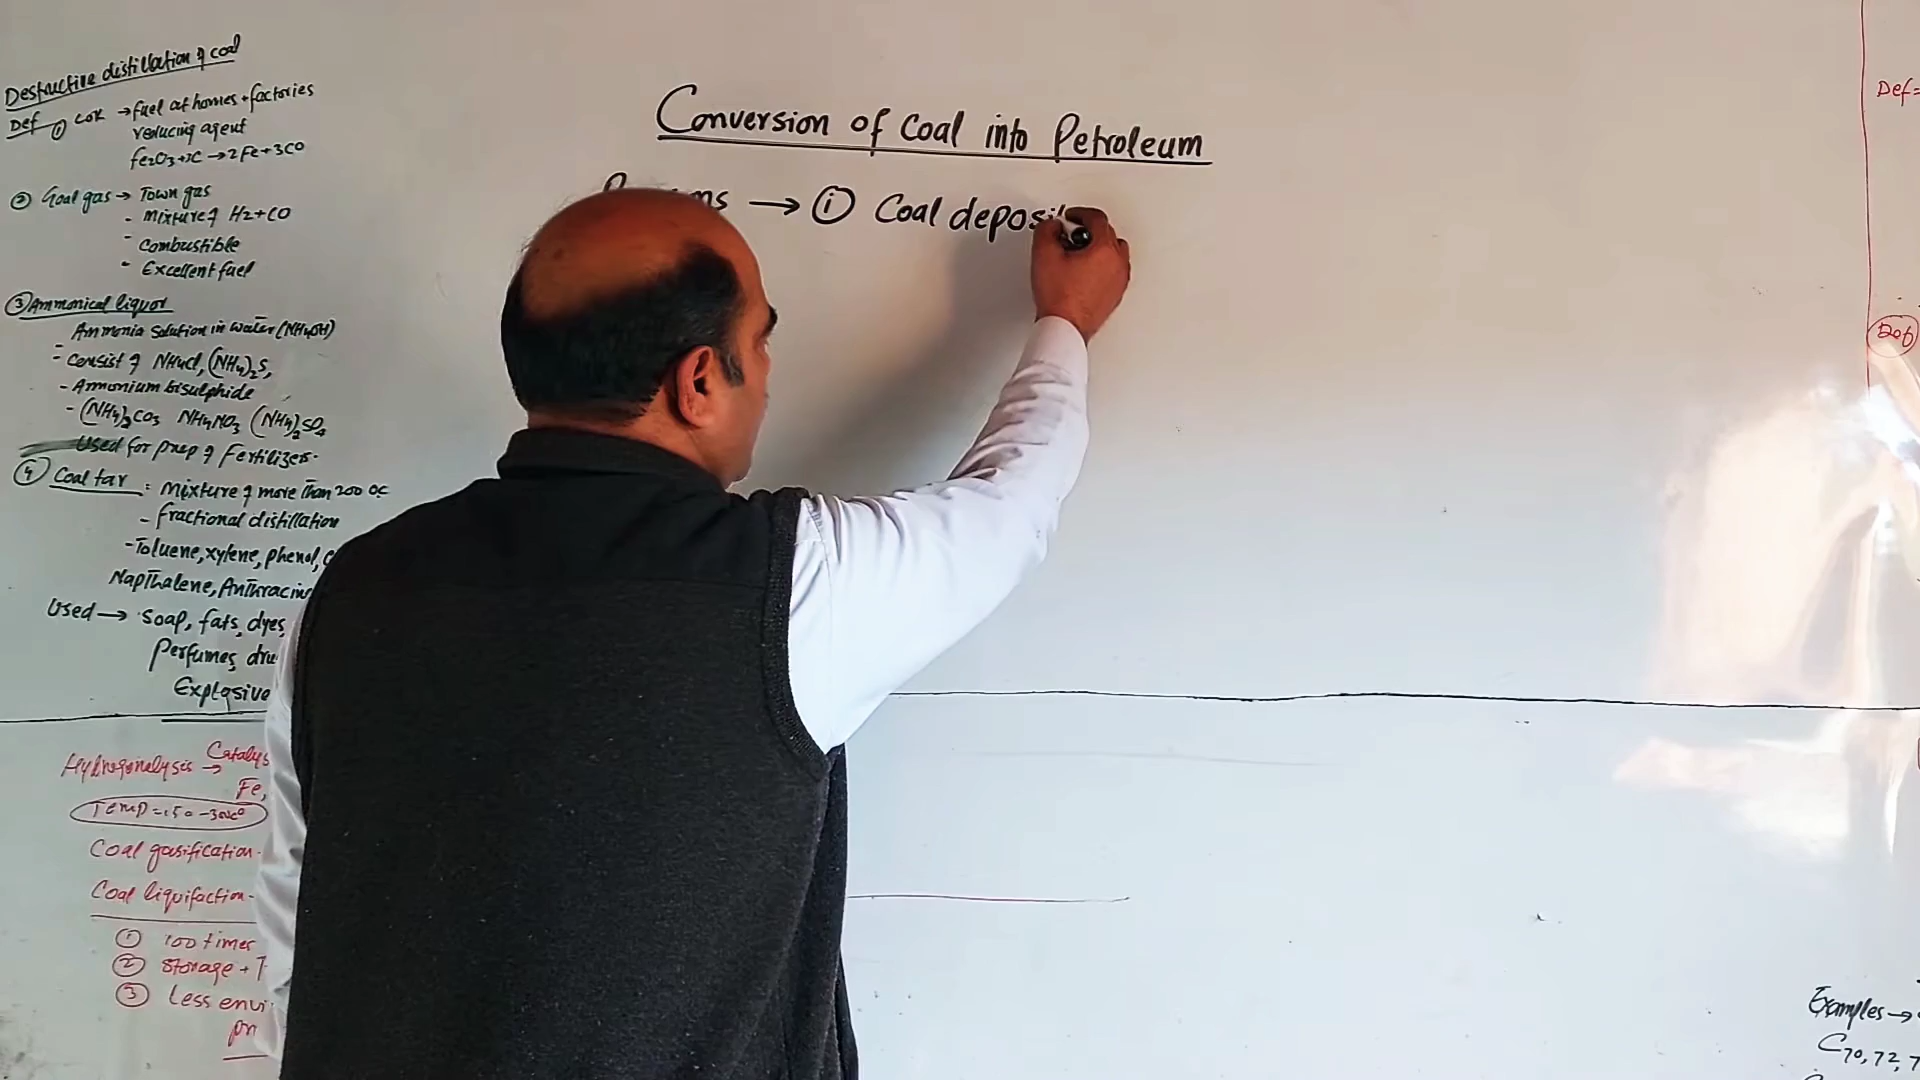 Destructive distillation of coal
Def ① cok → fuel at homes + factories
reducing agent
Fe2O3+3C → 2Fe+3CO
② Coal gas → Town gas
- Mixture of H2+CO
- Combustible
- Excellent fuel
③ Ammonical liquor
- Ammonia solution in water (NH4OH)
- Consist of NH4Cl, (NH4)2S,
- Ammonium bisulphide
- (NH4)2CO3 NH4NO3 (NH4)2SO4
Used for prep of Fertilizers.
④ Coal tar : Mixture of more Than 200 OC
- fractional distillation
- Toluene, xylene, phenol,
NapThalene, AnThracin
Used → Soap, fats, dyes,
Perfumes, dru
Explosive
Hydrogonalysis → Catalys
Fe,
Temp = 150-300C°
Coal gasification-
Coal liquifaction-
① 100 times
② Storage +
③ Less envi
Conversion of Coal into Petroleum
→ ① Coal deposit
Def=
Def
Examples →
C70, 72, 7